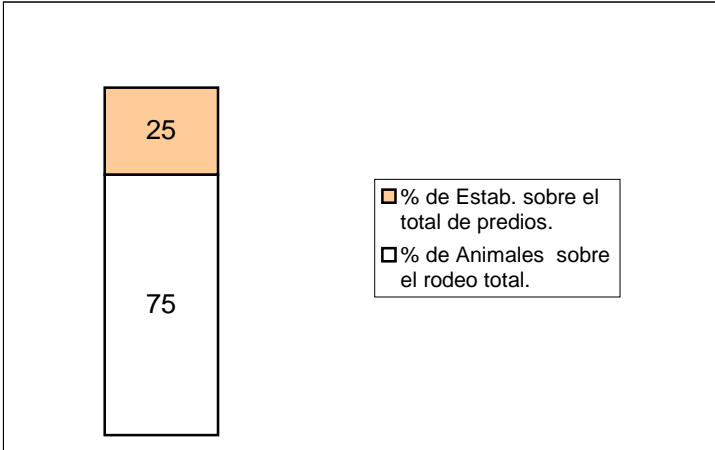 25
75
% de Estab. sobre el
total de predios.
% de Animales  sobre
el rodeo total.